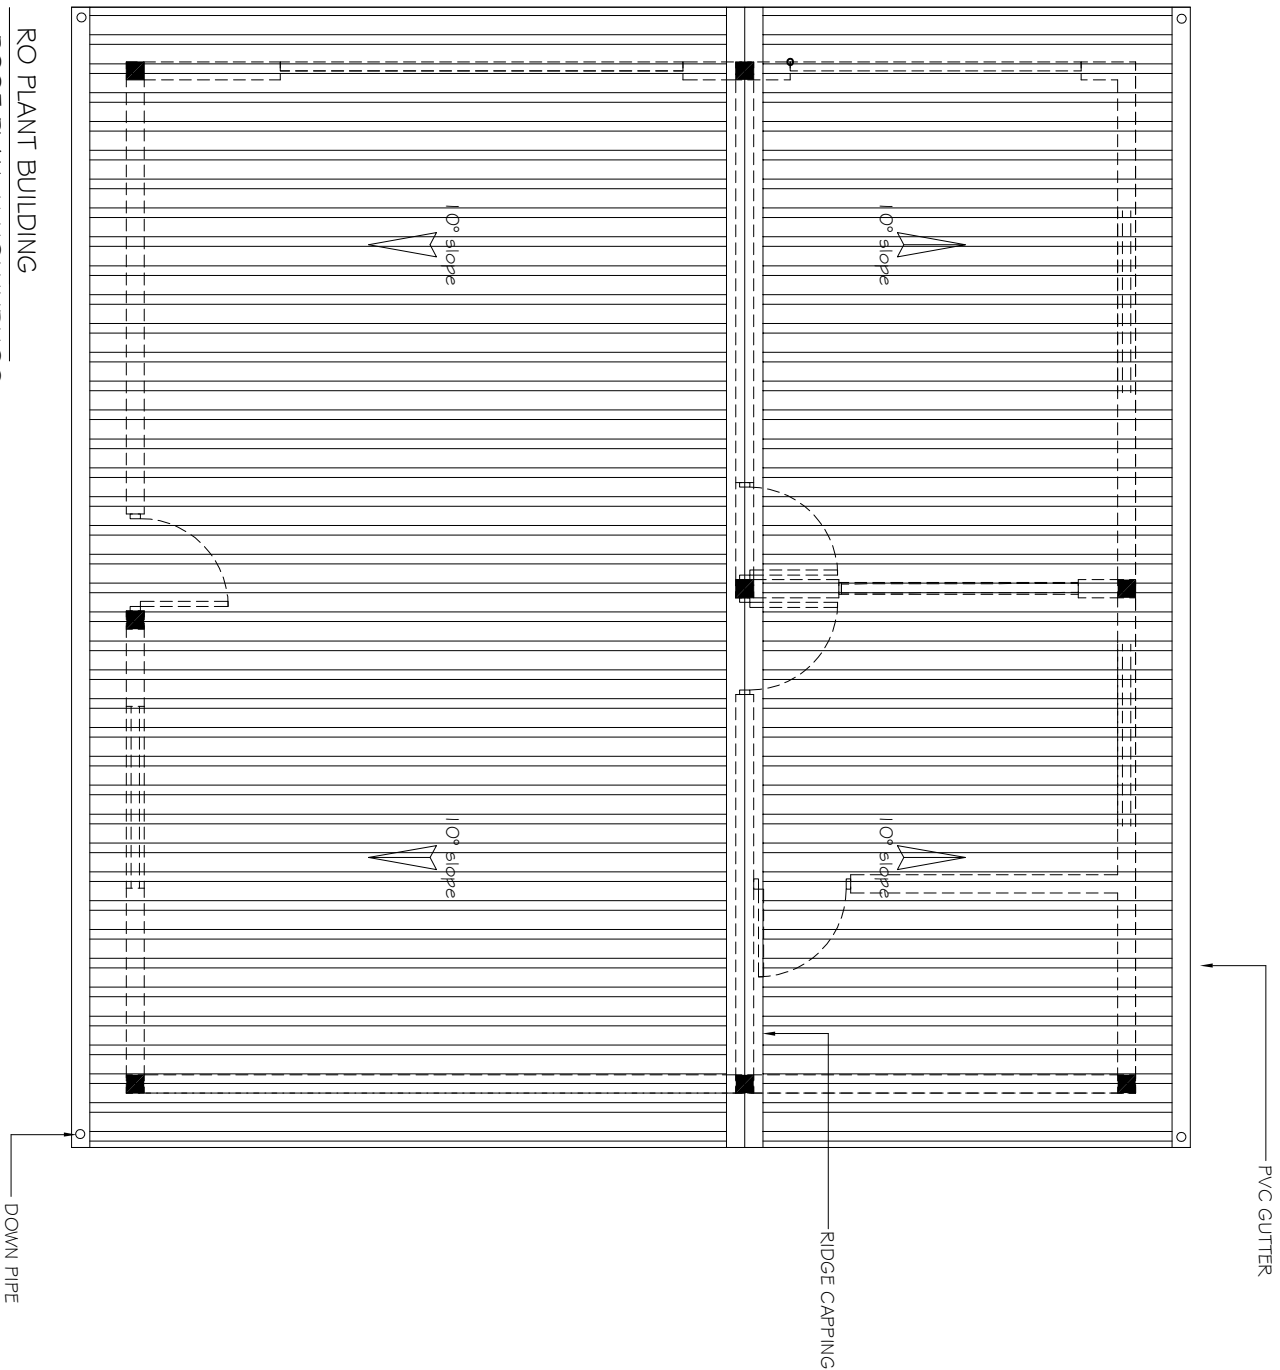 PVC GUTTER
RIDGE CAPPING
10° slope
10° slope
10° slope
10° slope
DOWN PIPE
RO PLANT BUILDING